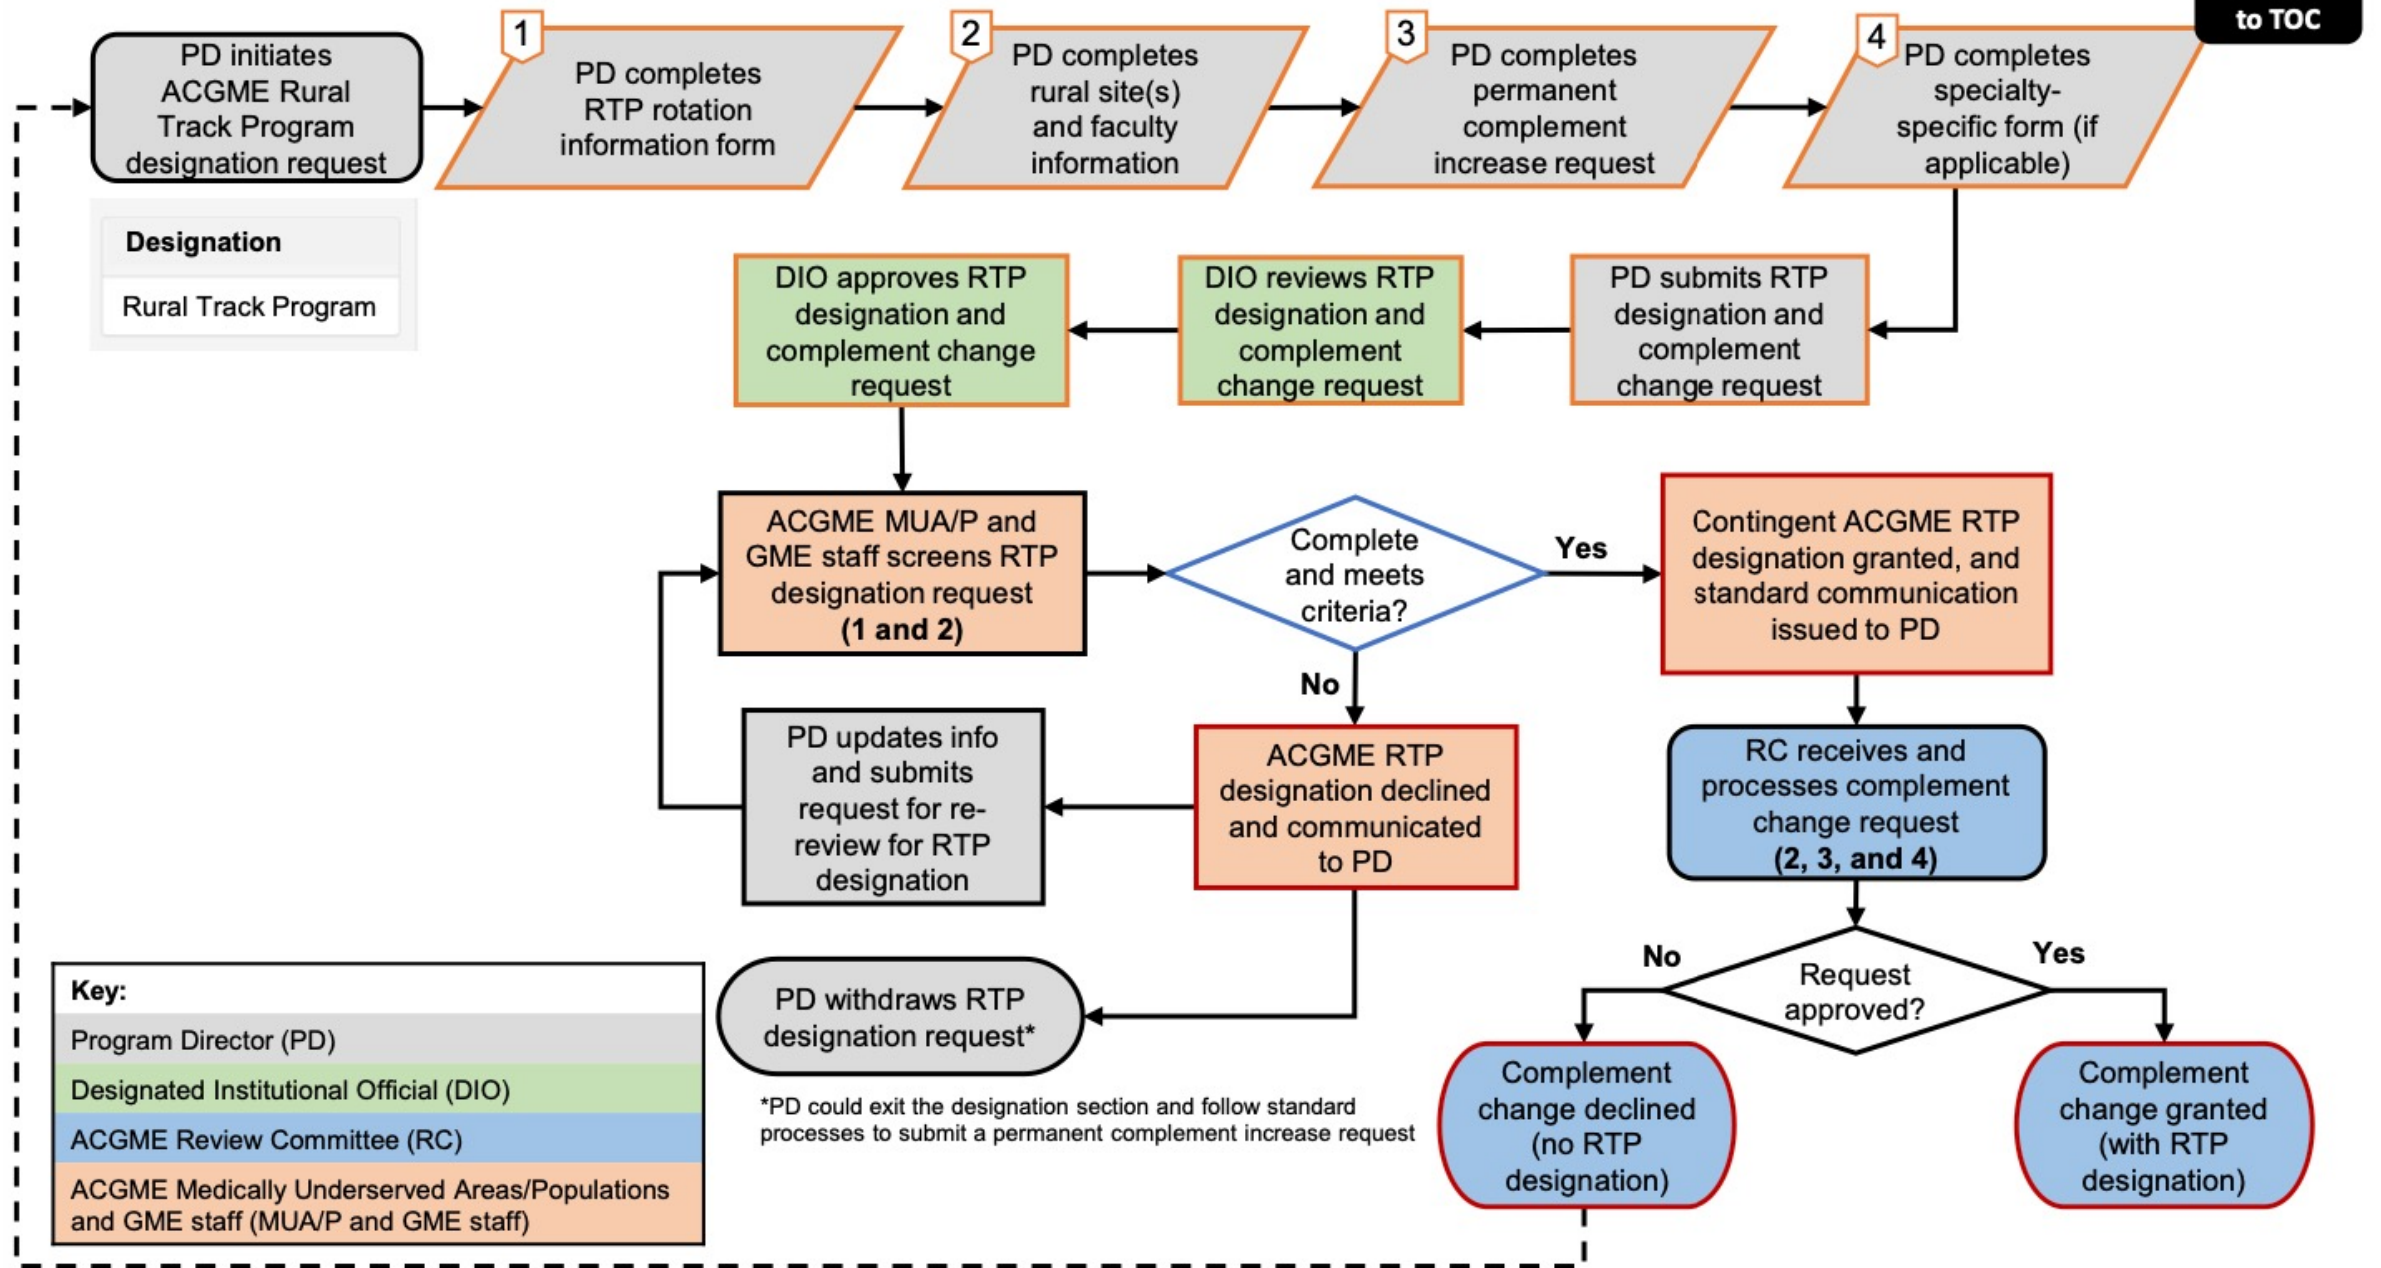 to TOC
PD initiates
ACGME Rural
Track Program
designation request
1
PD completes
RTP rotation
information form
2
PD completes
rural site(s)
and faculty
information
3
PD completes
permanent
complement
increase request
4
PD completes
specialty-
specific form (if
applicable)
Designation
Rural Track Program
DIO approves RTP
designation and
complement change
request
DIO reviews RTP
designation and
complement
change request
PD submits RTP
designation and
complement
change request
ACGME MUA/P and
GME staff screens RTP
designation request
(1 and 2)
Complete
and meets
criteria?
Yes
Contingent ACGME RTP
designation granted, and
standard communication
issued to PD
No
PD updates info
and submits
request for re-
review for RTP
designation
ACGME RTP
designation declined
and communicated
to PD
RC receives and
processes complement
change request
(2, 3, and 4)
No
Request
approved?
Yes
PD withdraws RTP
designation request*
*PD could exit the designation section and follow standard
processes to submit a permanent complement increase request
Complement
change declined
(no RTP
designation)
Complement
change granted
(with RTP
designation)
Key:
Program Director (PD)
Designated Institutional Official (DIO)
ACGME Review Committee (RC)
ACGME Medically Underserved Areas/Populations
and GME staff (MUA/P and GME staff)